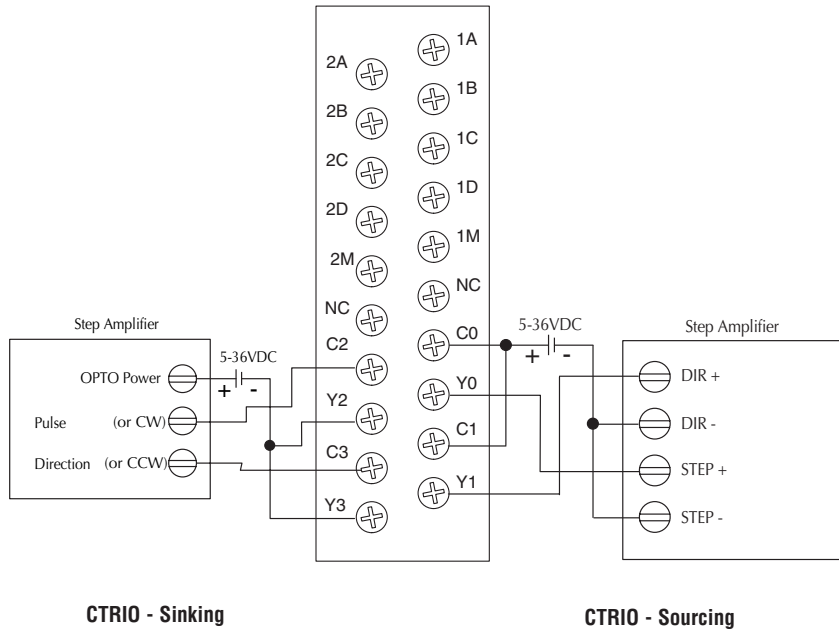 1A
2A
1B
2B
1C
2C
1D
2D
1M
2M
NC
NC
Step Amplifier
5-36VDC
C2
C0
5-36VDC
Step Amplifier
OPTO Power
+ -
+ -
DIR +
Y0
Pulse (or CW)
Y2
DIR -
C1
Direction (or CCW)
C3
STEP +
Y1
Y3
STEP -
CTRIO - Sinking
CTRIO - Sourcing